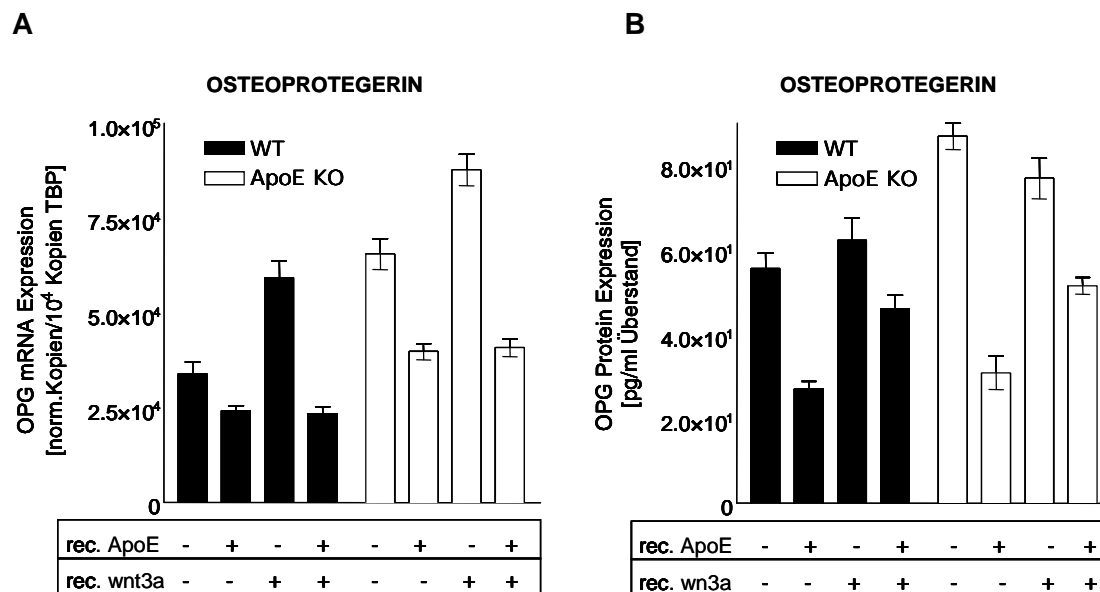 A
OSTEOPROTEGERIN
OPG mRNA Expression
[norm.Kopien/10⁴ Kopien TBP]
1.0×10⁵
7.5×10⁴
5.0×10⁴
2.5×10⁴
0
WT
ApoE KO
rec. ApoE - + - + - + - +
rec. wnt3a - - + + - - + +
B
OSTEOPROTEGERIN
OPG Protein Expression
[pg/ml Überstand]
8.0×10¹
6.0×10¹
4.0×10¹
2.0×10¹
0
WT
ApoE KO
rec. ApoE - + - + - + - +
rec. wn3a - - + + - - + +